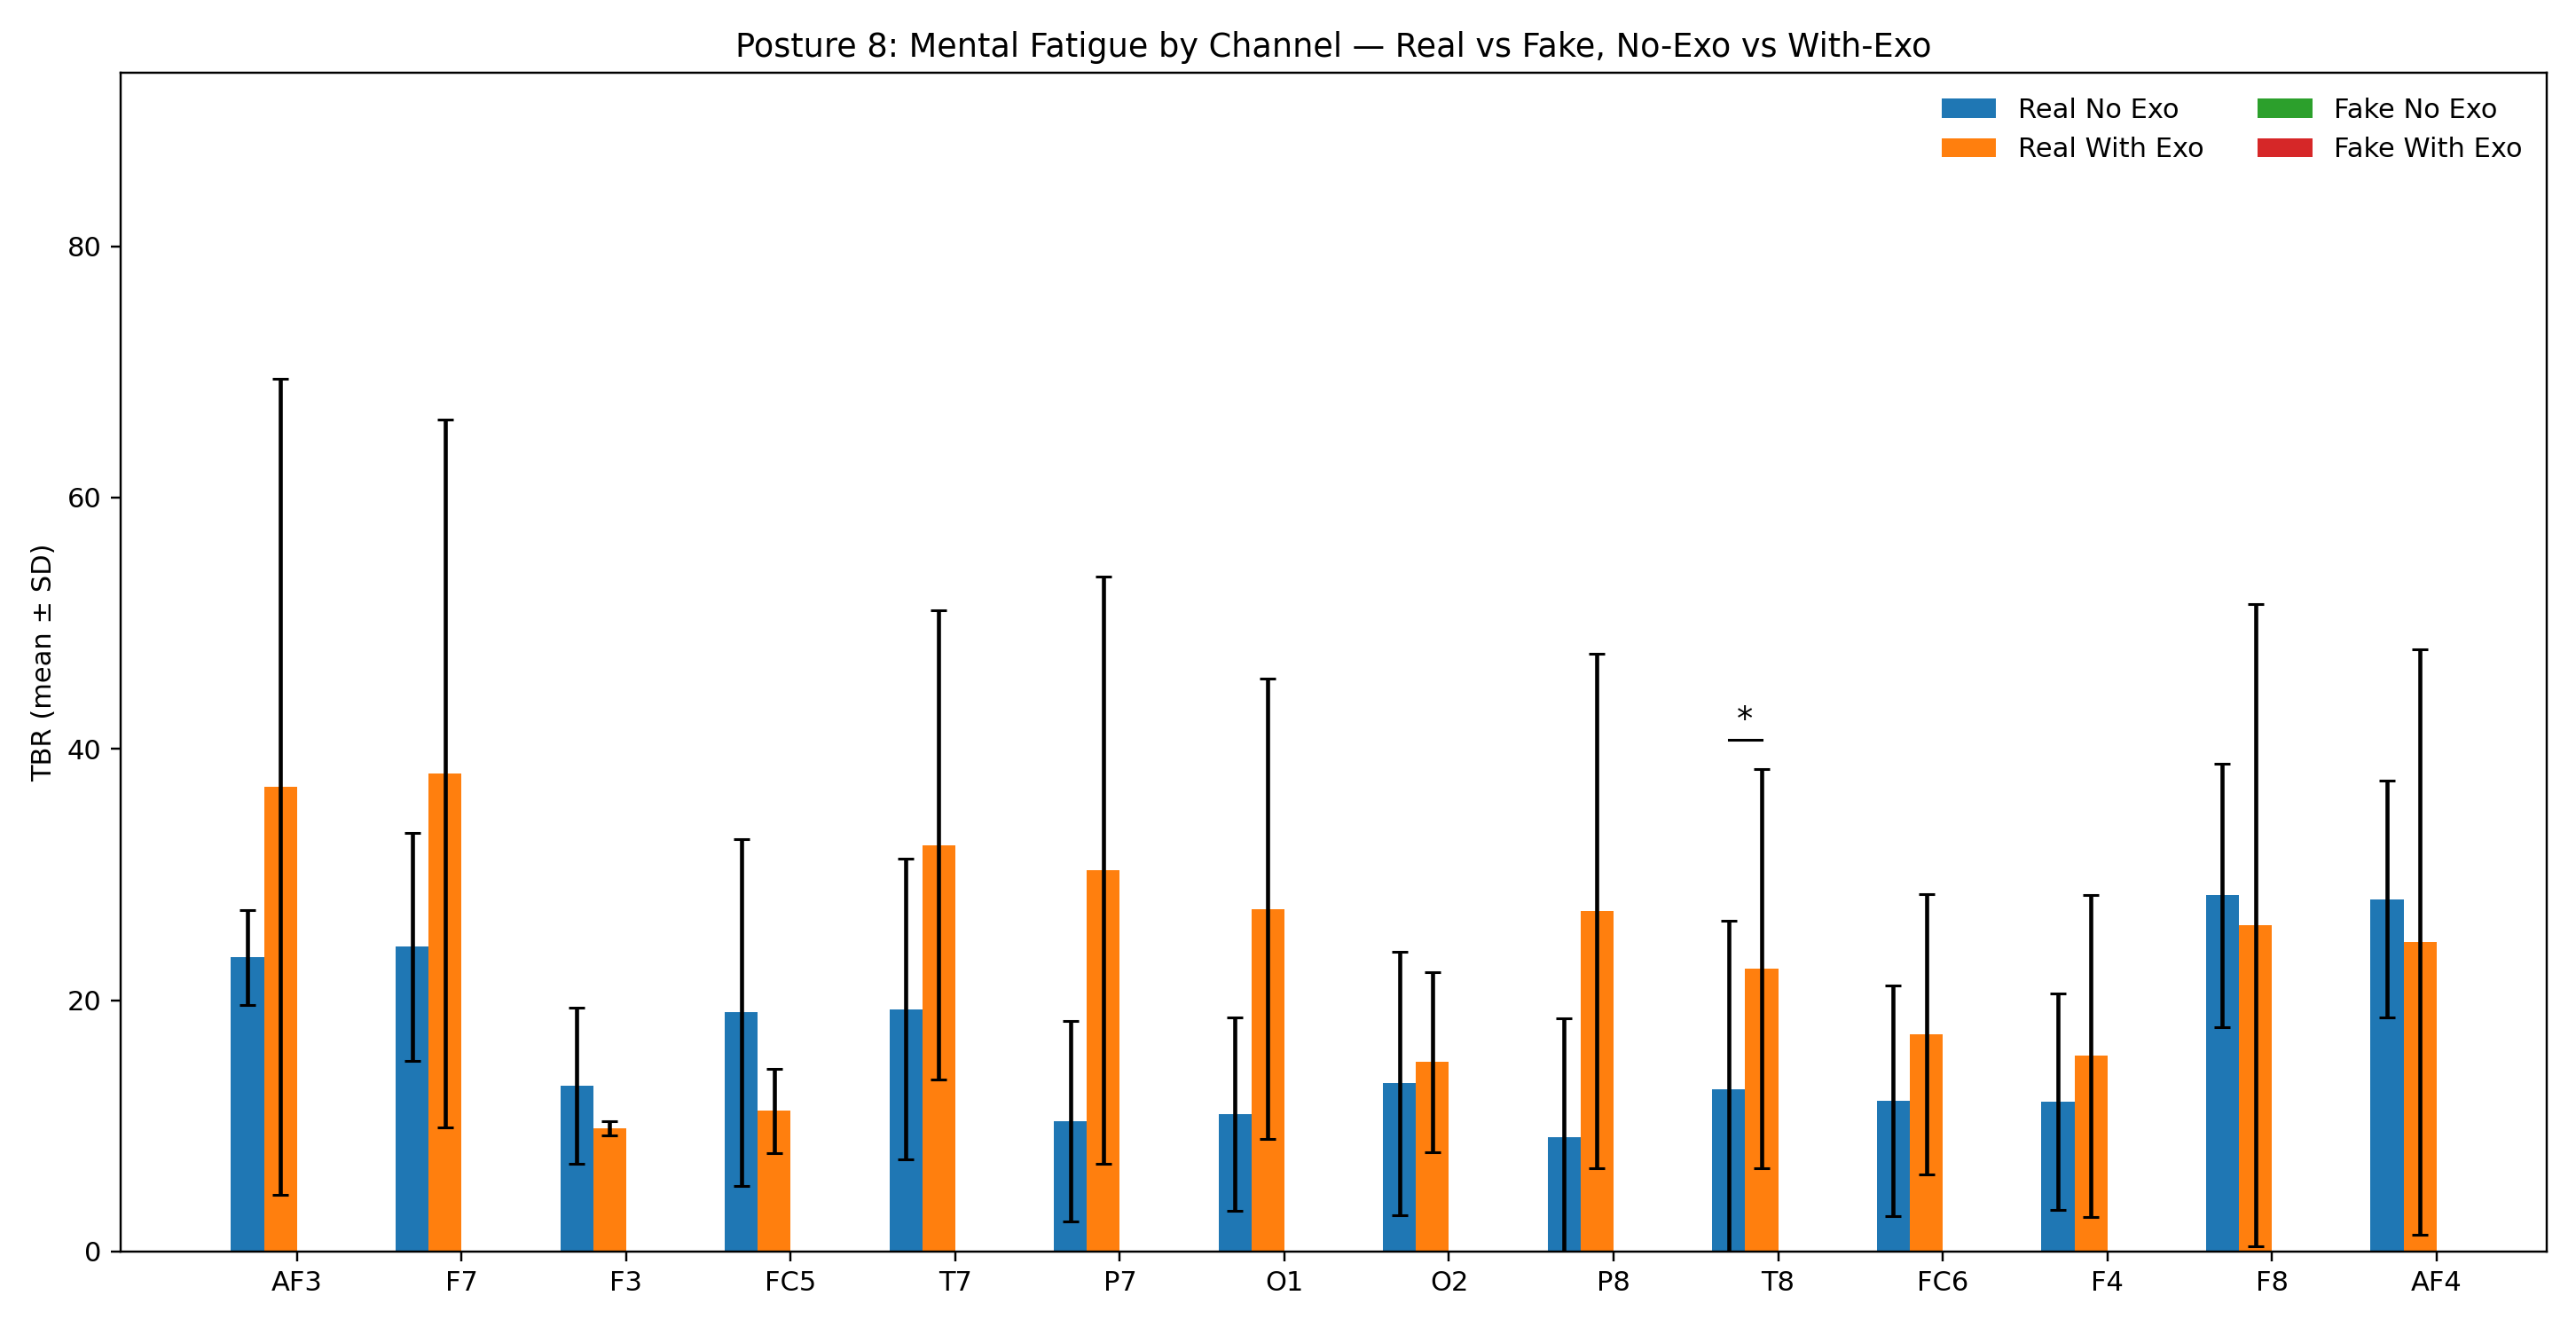 Posture 8: Mental Fatigue by Channel — Real vs Fake, No-Exo vs With-Exo
Real No Exo
Real With Exo
Fake No Exo
Fake With Exo
TBR (mean ± SD)
80
60
40
20
0
*
AF3 F7 F3 FC5 T7 P7 O1 O2 P8 T8 FC6 F4 F8 AF4